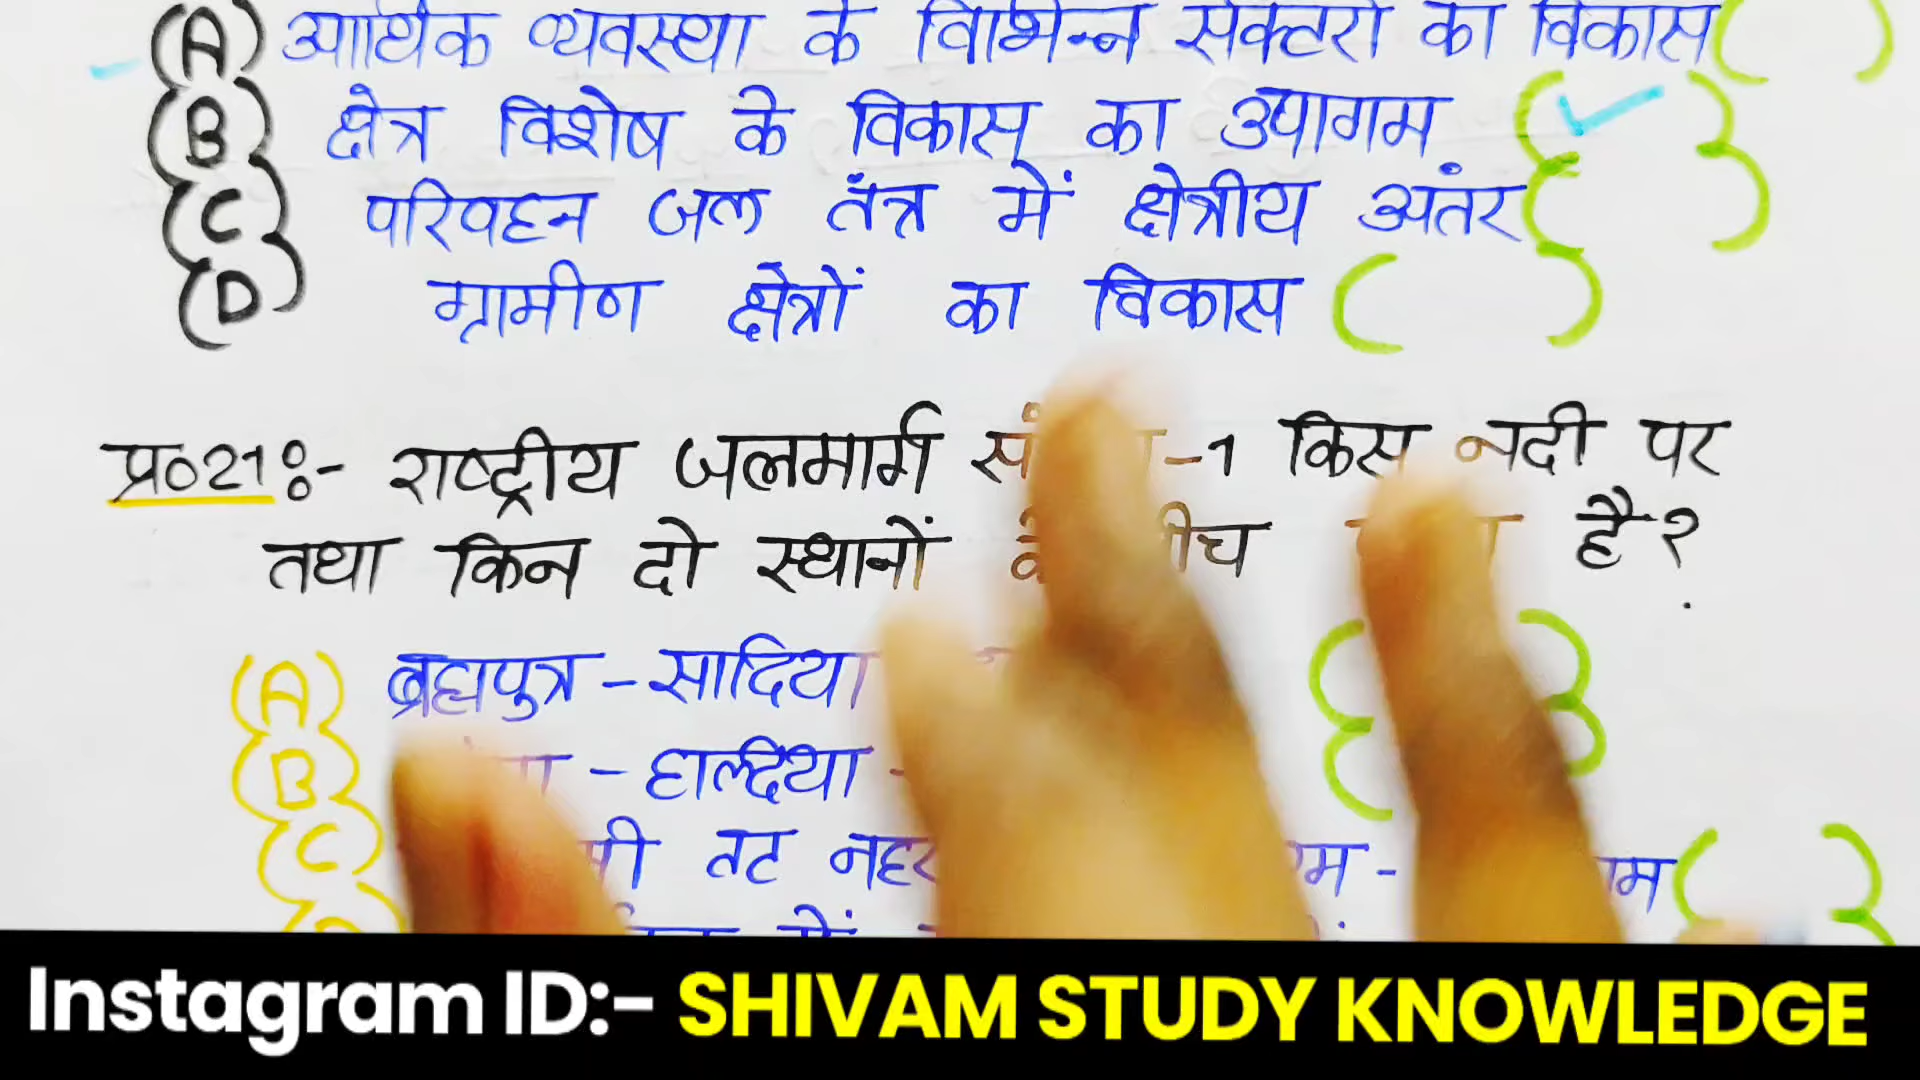 (A) आर्थिक व्यवस्था के विभिन्न सेक्टरों का विकास ( )
(B) क्षेत्र विशेष के विकास का उपागम (✓)
(C) परिवहन जल तंत्र में क्षेत्रीय अंतर ( )
(D) ग्रामीण क्षेत्रों का विकास ( )
प्र०21ः- राष्ट्रीय जलमार्ग -1 किस नदी पर
तथा किन दो स्थानों है?
(A) ब्रह्मपुत्र - सादिया ( )
(B) - हाल्दिया - ( )
(C) तट नहर - ( )
Instagram ID:- SHIVAM STUDY KNOWLEDGE